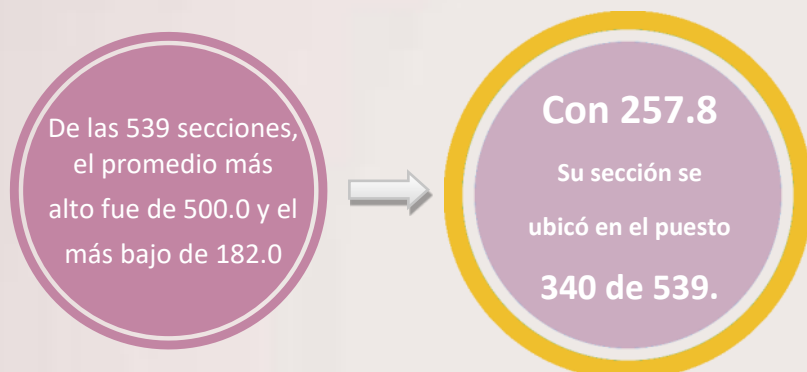 De las 539 secciones,
el promedio más
alto fue de 500.0 y el
más bajo de 182.0
Con 257.8
Su sección se
ubicó en el puesto
340 de 539.